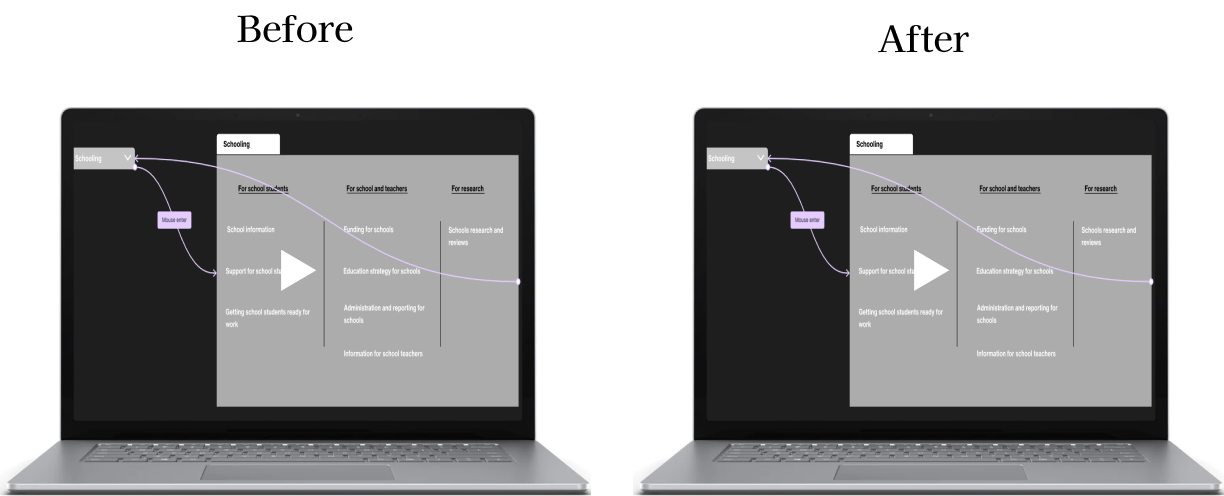 Before
After
Schooling
Schooling
Mouse enter
For school students
For school and teachers
For research
School information
Funding for schools
Schools research and
reviews
Support for school stu
Education strategy for schools
Getting school students ready for
work
Administration and reporting for
schools
Information for school teachers
Schooling
Schooling
Mouse enter
For school students
For school and teachers
For research
School information
Funding for schools
Schools research and
reviews
Support for school stu
Education strategy for schools
Getting school students ready for
work
Administration and reporting for
schools
Information for school teachers